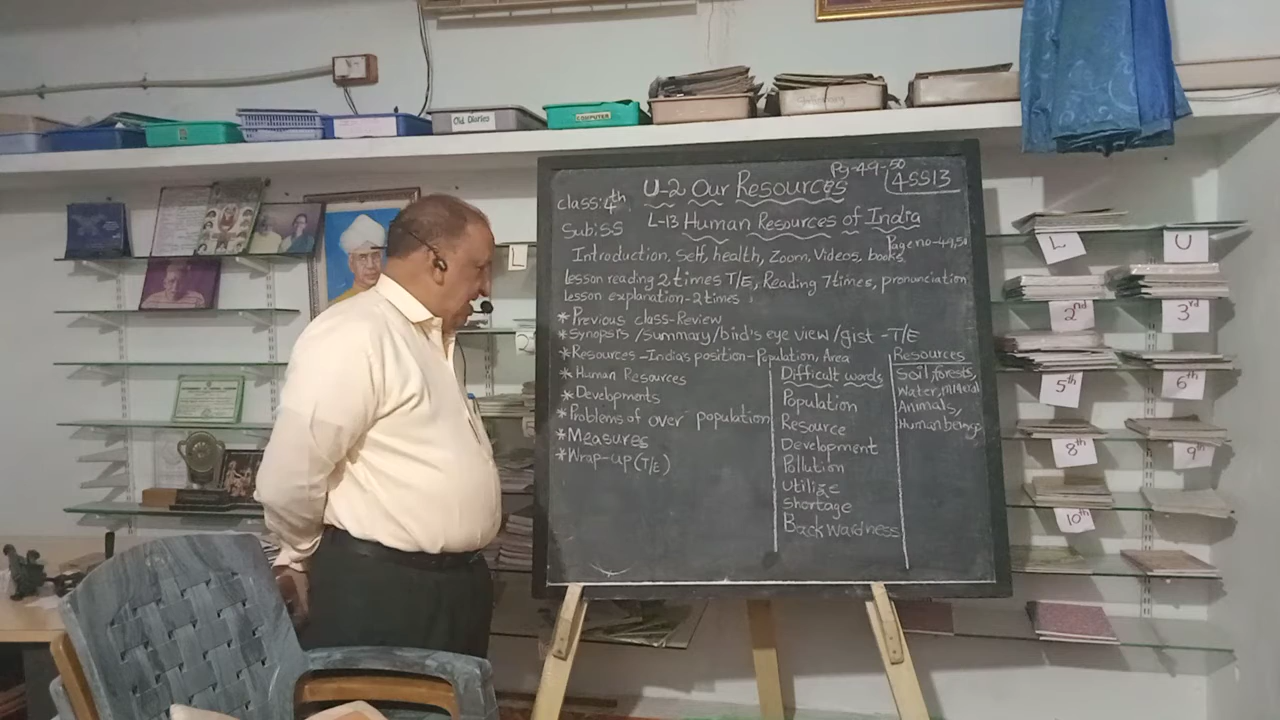 Old Diaries
COMPUTER
Pg-49-50
class:4th
U-2 Our Resources
4SS13
Sub:SS
L-13 Human Resources of India
Page no-49,50
Introduction, Self, health, Zoom, Videos, books
Lesson reading 2 times T/E, Reading 7times, pronunciation
Lesson explanation-2 times
*Previous class-Review
*Synopsis/Summary/bird's eye view/gist-T/E
*Resources-India's position-Population, Area
*Human Resources
*Developments
*Problems of over population
*Measures
*Wrap-up(T/E)
Difficult words
Population
Resource
Development
Pollution
Utilize
Shortage
Backwardness
Resources
Soil, forests,
Water, mineral
Animals,
Human beings
L
L
U
2nd
3rd
5th
6th
8th
9th
10th